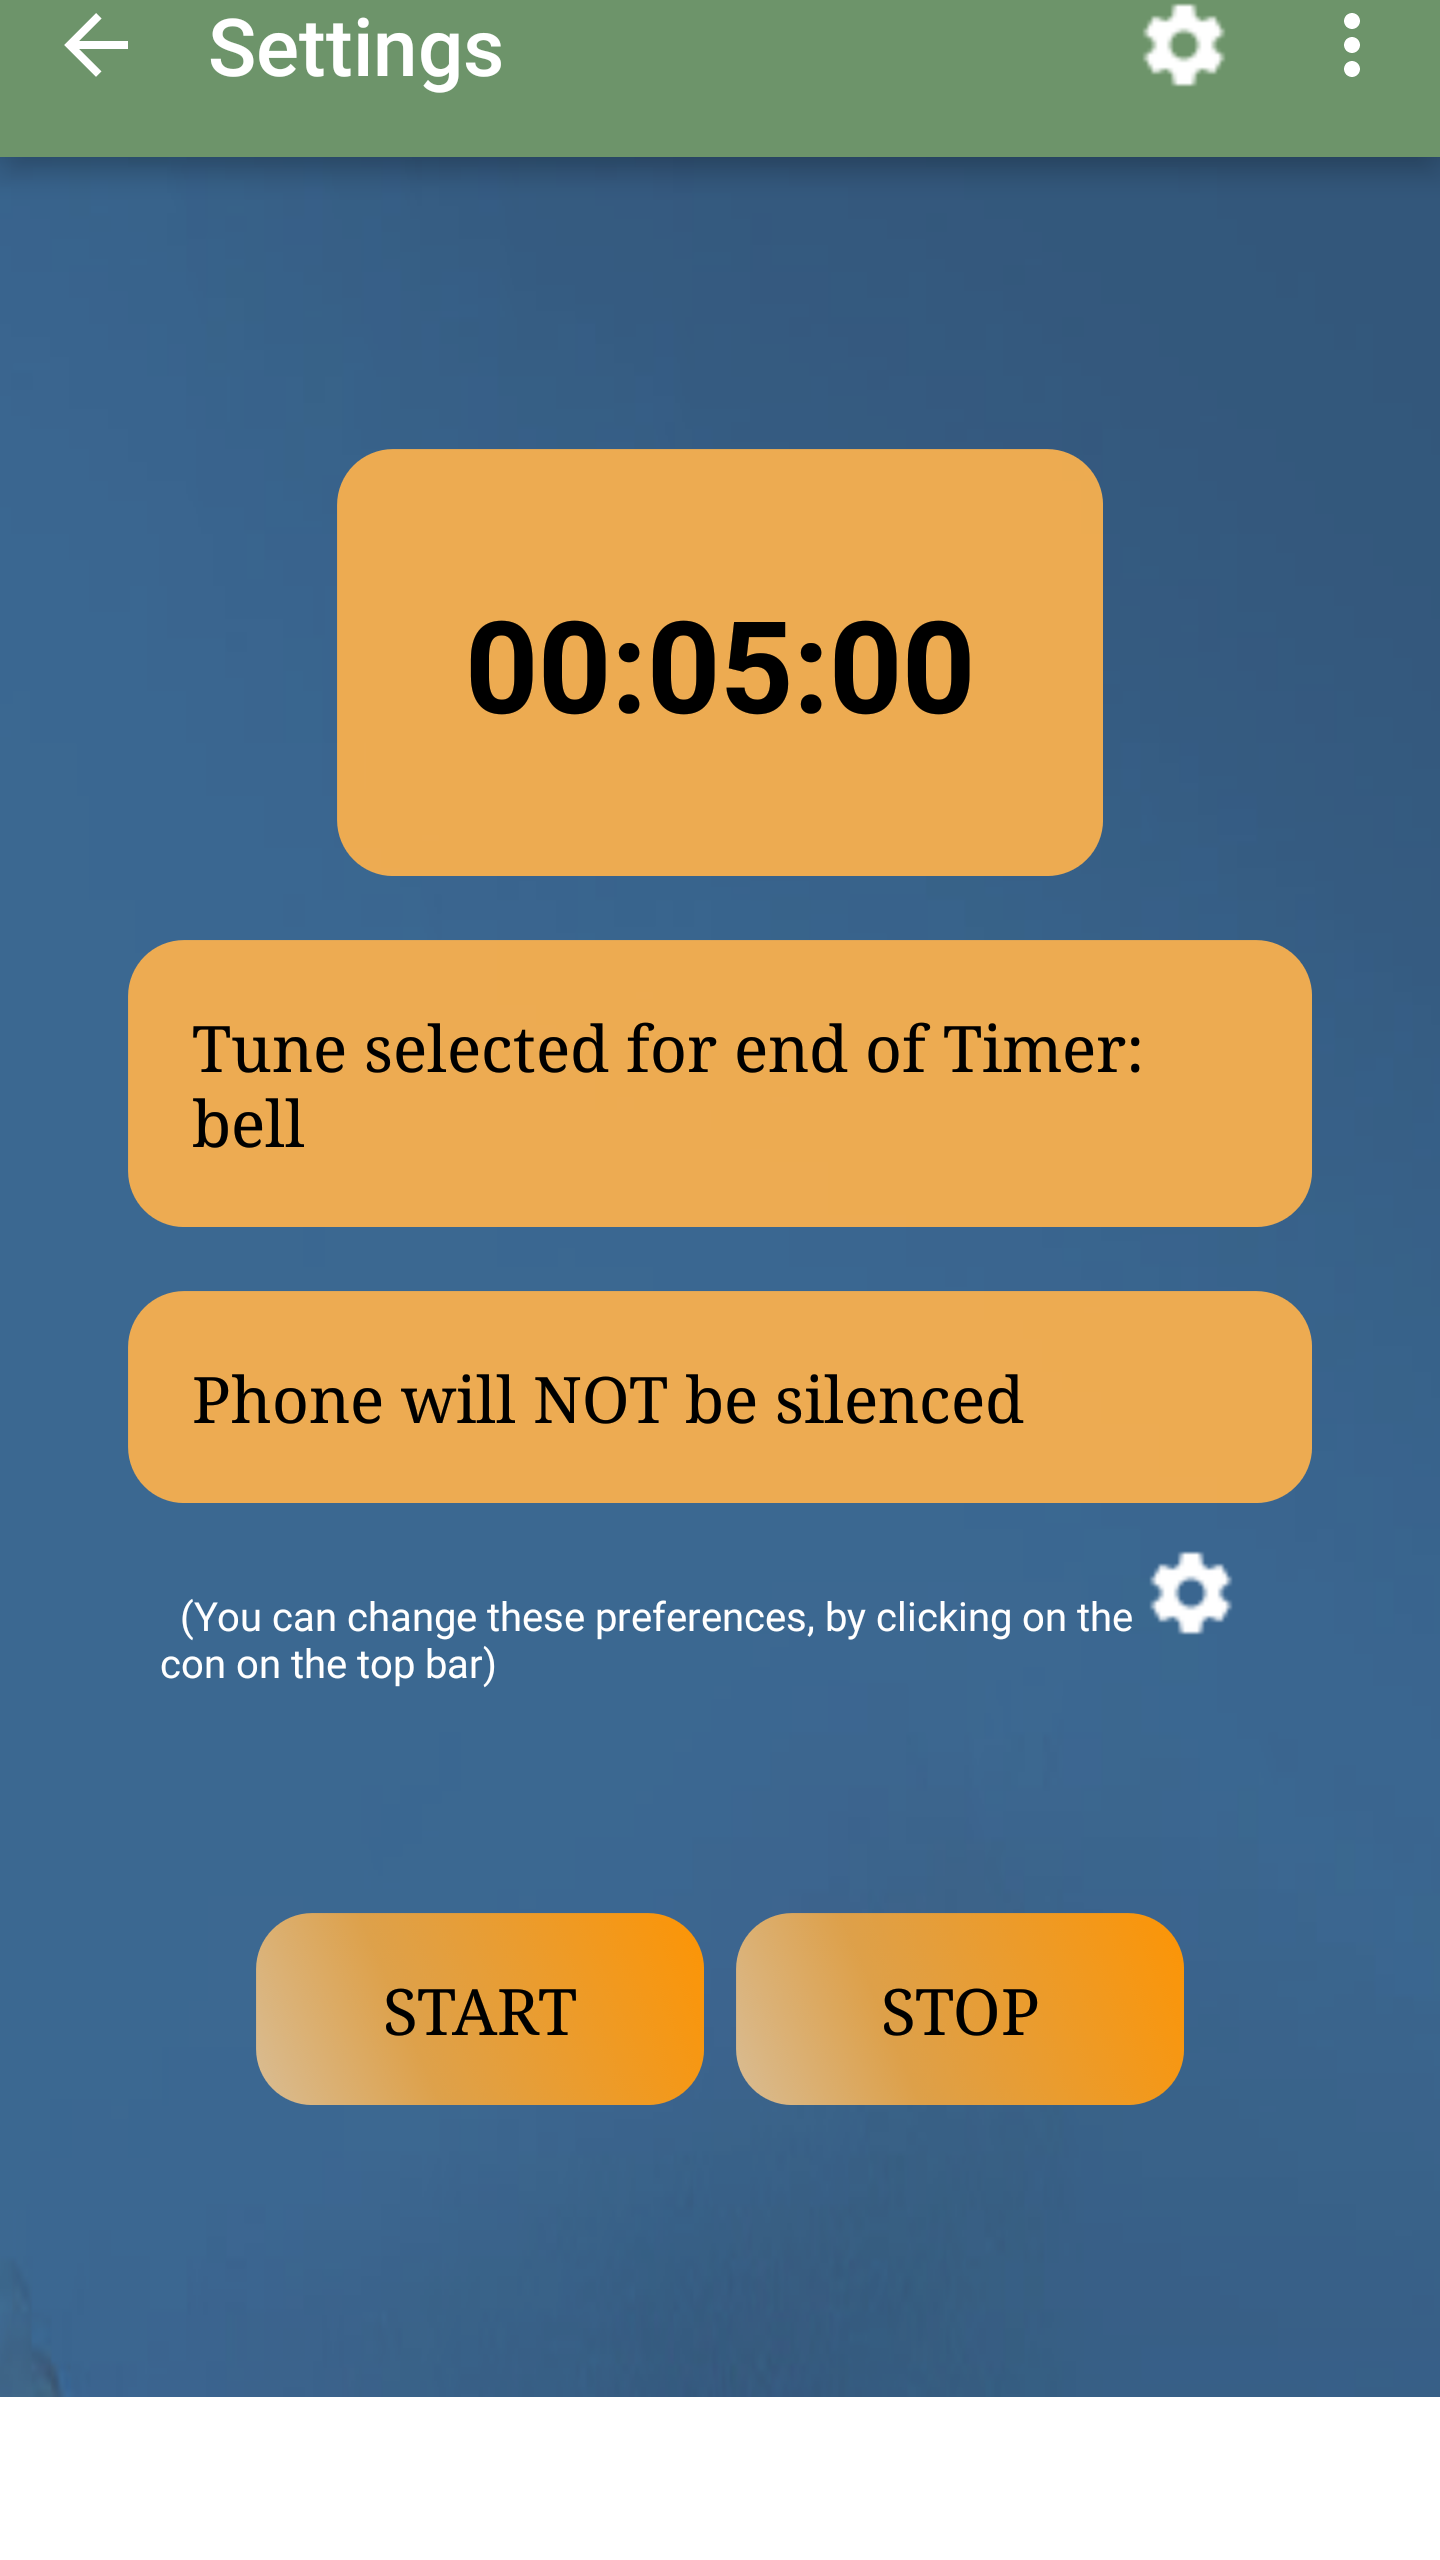 Settings
00:05:00
Tune selected for end of Timer:
bell
Phone will NOT be silenced
(You can change these preferences, by clicking on the
con on the top bar)
START
STOP